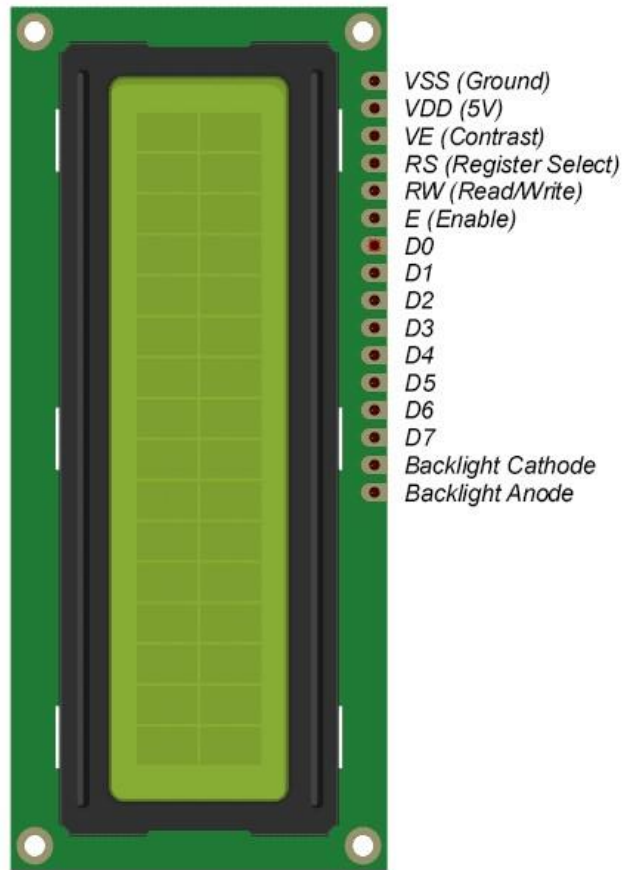 VSS (Ground)
VDD (5V)
VE (Contrast)
RS (Register Select)
RW (Read/Write)
E (Enable)
D0
D1
D2
D3
D4
D5
D6
D7
Backlight Cathode
Backlight Anode